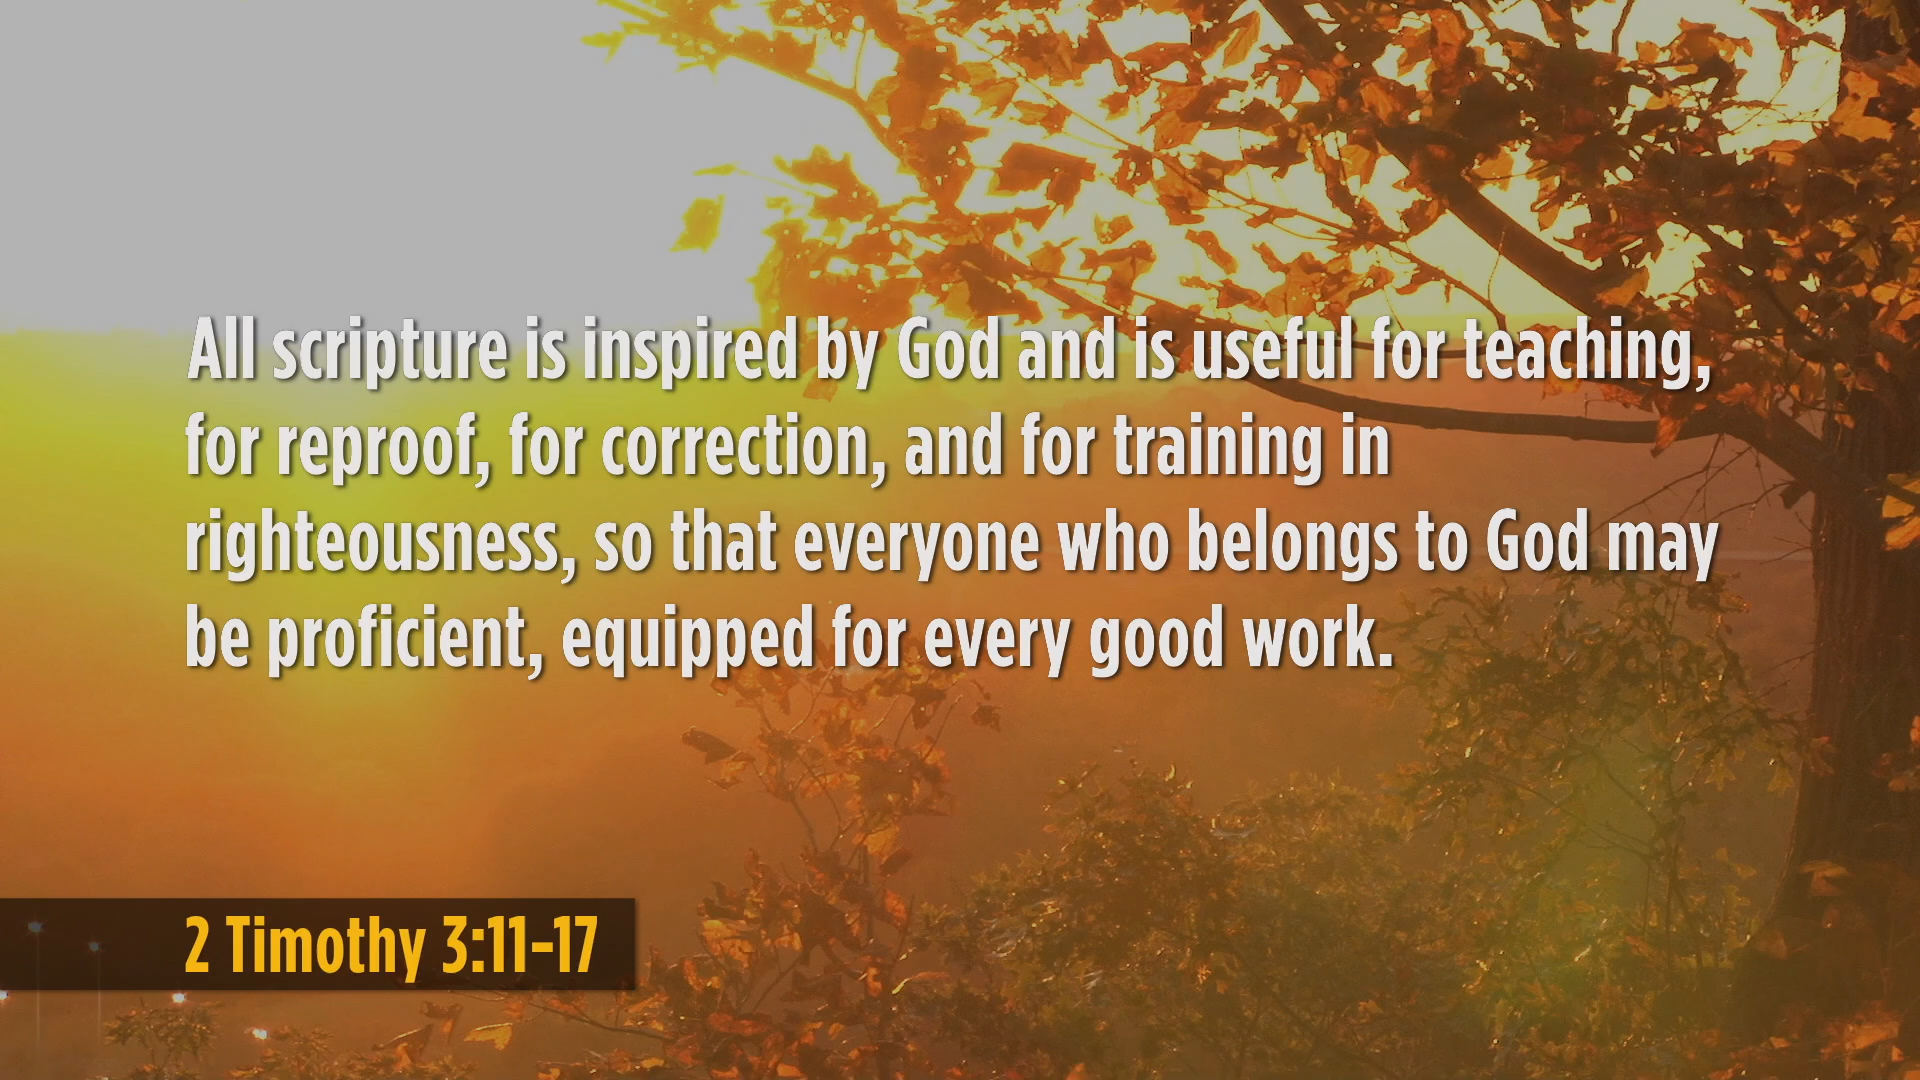 All scripture is inspired by God and is useful for teaching,
for reproof, for correction, and for training in
righteousness, so that everyone who belongs to God may
be proficient, equipped for every good work.
2 Timothy 3:11-17